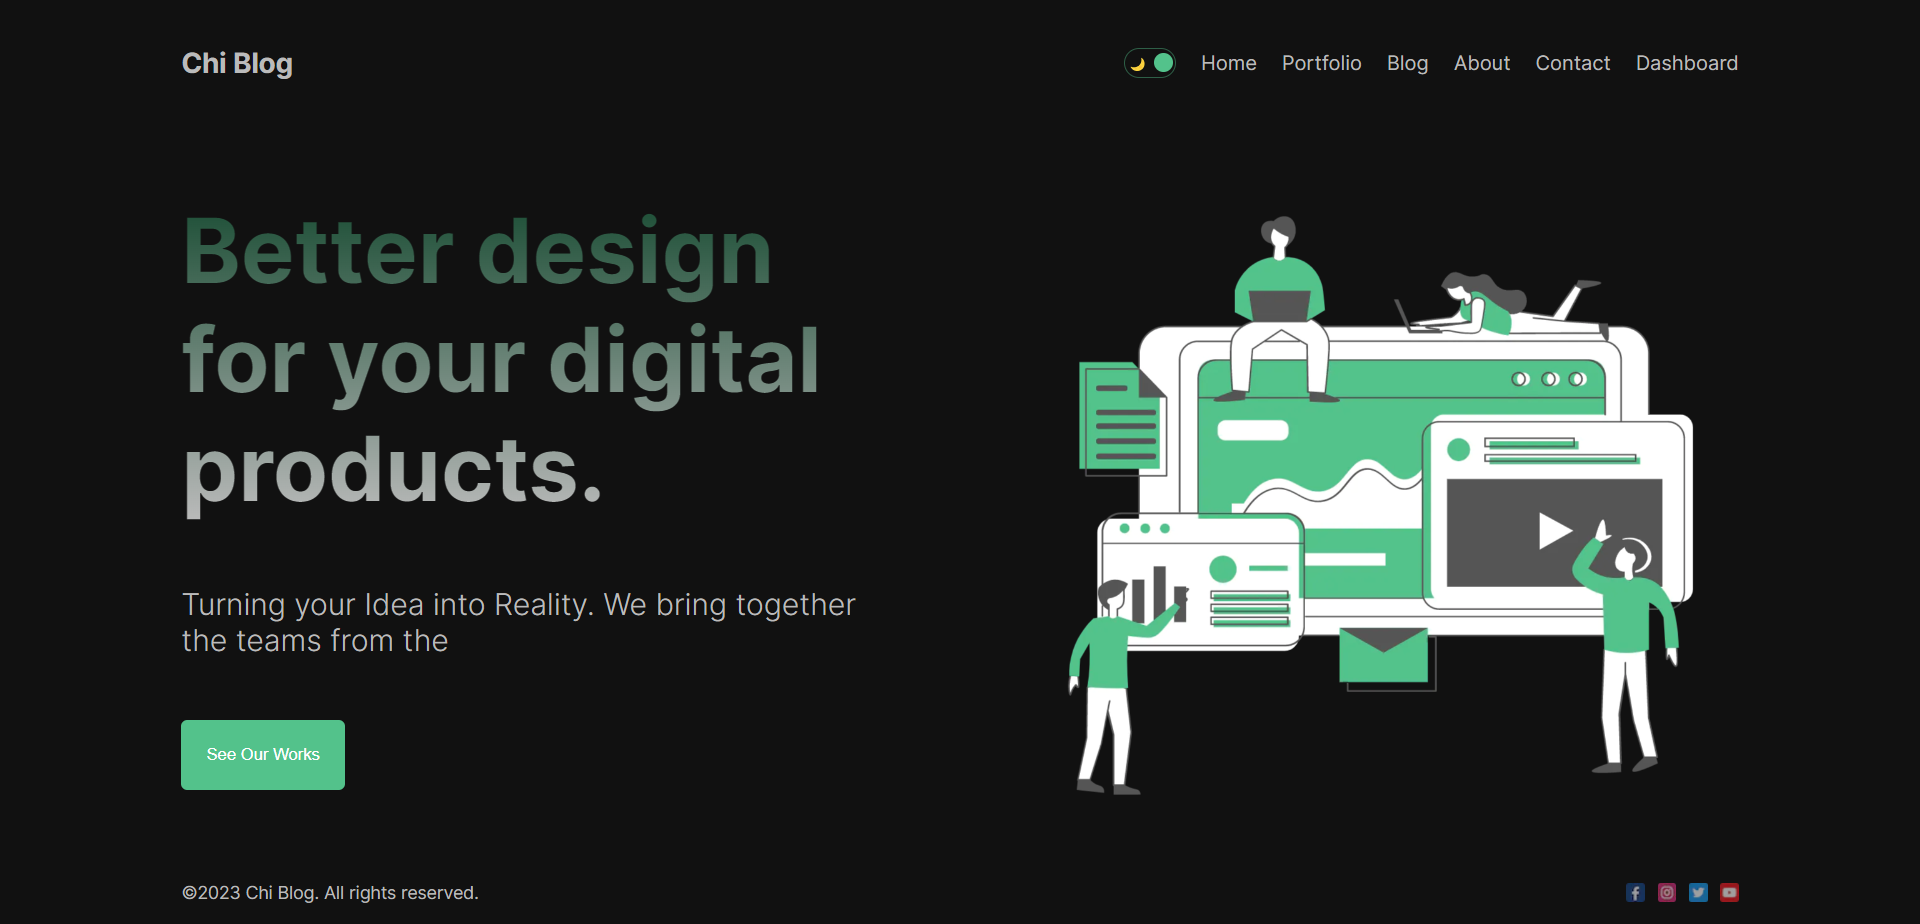 Chi Blog
Home Portfolio Blog About Contact Dashboard
Better design
for your digital
products.
Turning your Idea into Reality. We bring together
the teams from the
See Our Works
©2023 Chi Blog. All rights reserved.